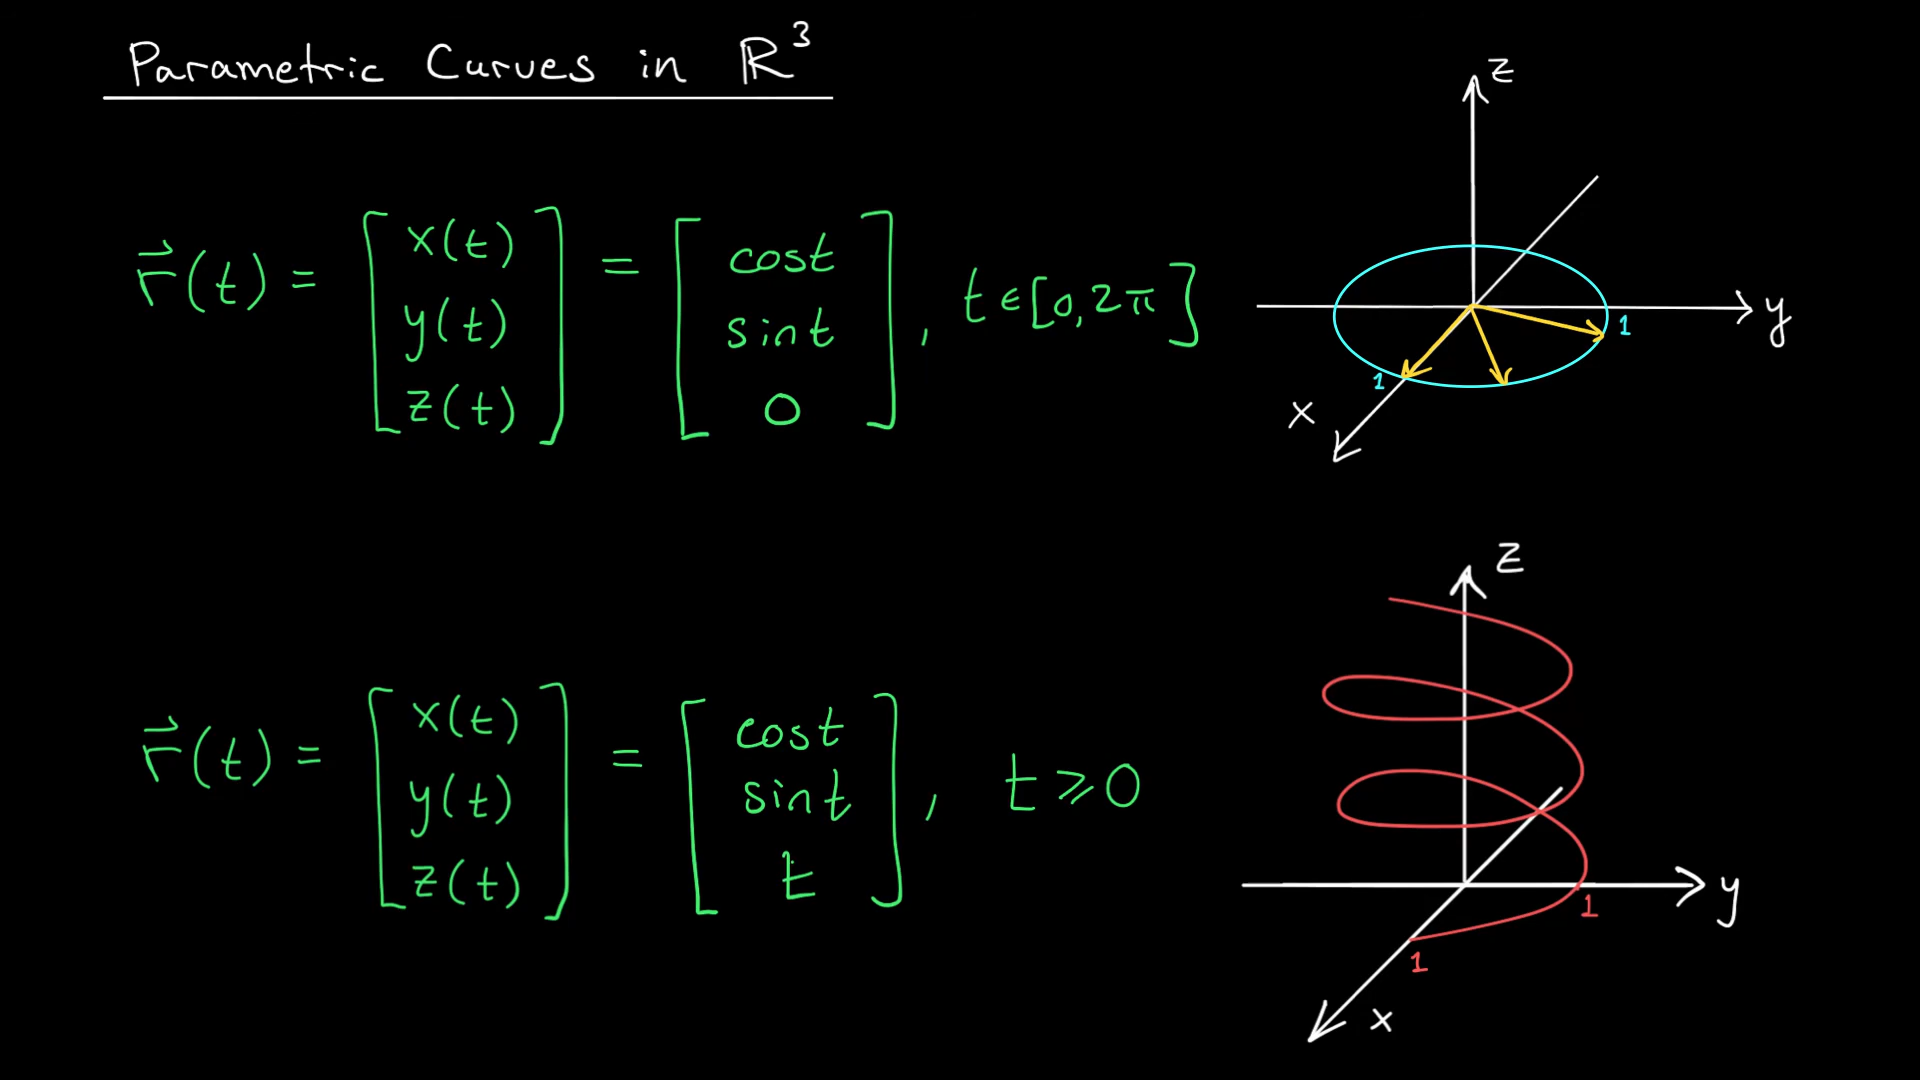 Parametric Curves in ℝ³
r⃗(t) = [x(t) y(t) z(t)] = [cost sint 0], t ∈ [0, 2π]
z
y
x
1
1
r⃗(t) = [x(t) y(t) z(t)] = [cost sint t], t ⩾ 0
z
y
x
1
1